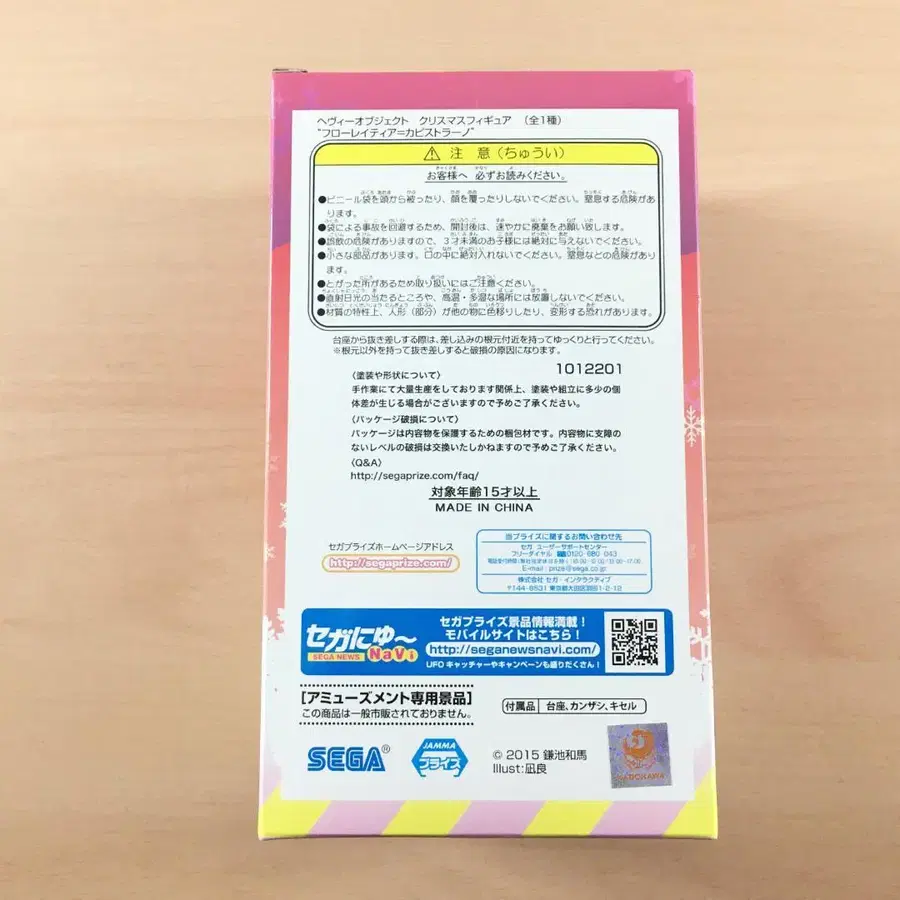 ヘヴィーオブジェクト クリスマスフィギュア (全1種)
“フローレイティア=カピストラーノ”
⚠ 注 意(ちゅうい)
お客様へ 必ずお読みください。
●ビニール袋を頭から被ったり、顔を覆ったりしないでください。窒息する危険があ
ります。
●袋による事故を回避するため、開封後は、速やかに廃棄をお願い致します。
●誤飲の危険がありますので、3才未満のお子様には絶対に与えないでください。
●小さな部品があります。口の中に絶対入れないでください。窒息などの危険があり
ます。
●とがった所があるため取り扱いにはご注意ください。
●直射日光の当たるところや、高温・多湿な場所には放置しないでください。
●材質の特性上、人形(部分)が他の物に色移りしたり、変形する恐れがあります。
台座から抜き差しする際は、差し込みの根元付近を持ってゆっくりと行ってください。
※根元以外を持って抜き差しすると破損の原因になります。
1012201
〈塗装や形状について〉
手作業にて大量生産をしております関係上、塗装や組立に多少の個
体差が生じる場合がございますので予めご了承ください。
〈パッケージ破損について〉
パッケージは内容物を保護するための梱包材です。内容物に支障の
ないレベルの破損は交換いたしかねますので予めご了承ください。
〈Q&A〉
http://segaprize.com/faq/
対象年齢15才以上
MADE IN CHINA
セガプライズホームページアドレス
http://segaprize.com/
当プライズに関するお問い合わせ先
セガ ユーザーサポートセンター
フリーダイヤル 0120-680-043
E-mail : prize@sega.co.jp
株式会社 セガ・インタラクティブ
〒144-8531 東京都大田区羽田1-2-12
セガにゅ〜
SEGA NEWS NaVi
セガプライズ景品情報満載!
モバイルサイトはこちら!
http://seganewsnavi.com/
UFOキャッチャーやキャンペーンも盛りだくさん!
[アミューズメント専用景品]
この商品は一般市販されておりません。
付属品 台座、カンザシ、キセル
SEGA®
JAMMA
プライズ
© 2015 鎌池和馬
Illust:凪良
KADOKAWA